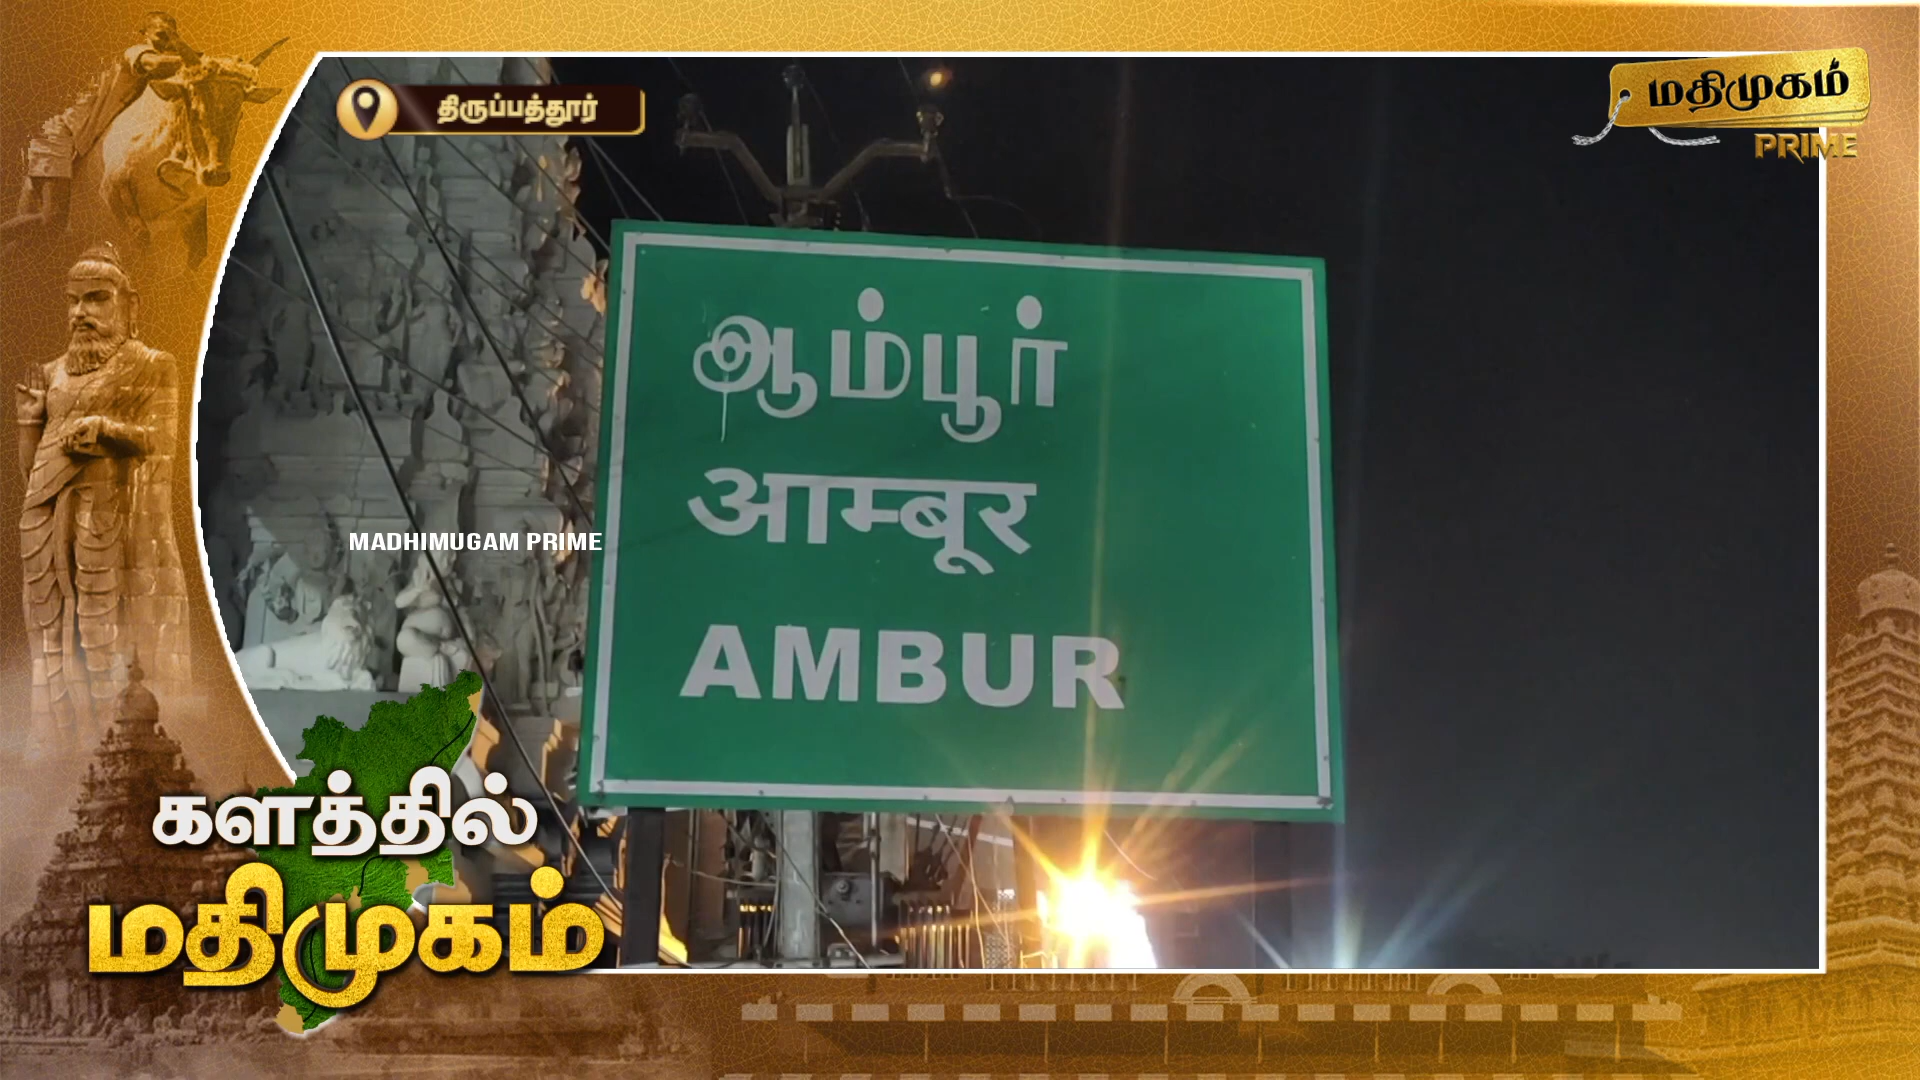 திருப்பத்தூர்
மதிமுகம்
PRIME
ஆம்பூர்
आम्बूर
AMBUR
MADHIMUGAM PRIME
களத்தில்
மதிமுகம்